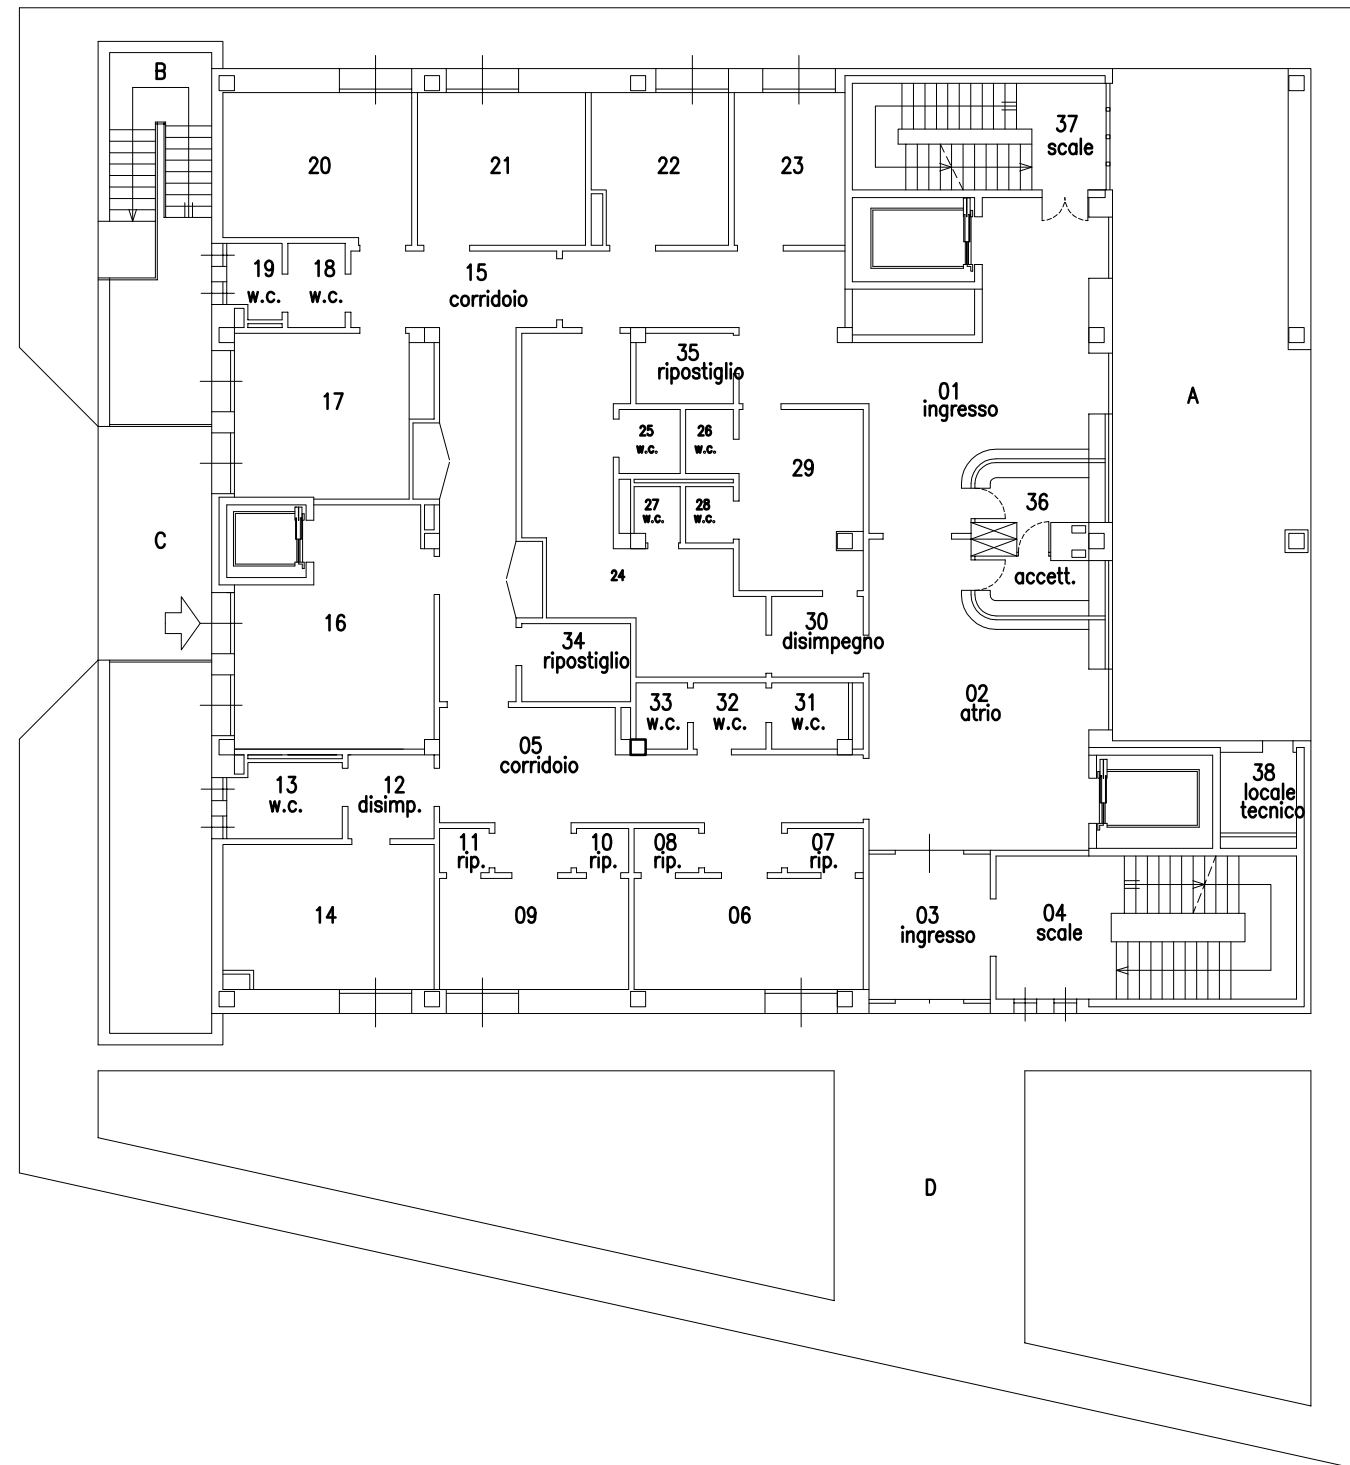 B
37
scale
20
21
22
23
19
w.c.
18
w.c.
15
corridoio
35
ripostiglio
01
ingresso
A
17
25
w.c.
26
w.c.
29
27
w.c.
28
w.c.
36
accett.
C
24
16
34
ripostiglio
30
disimpegno
33
w.c.
32
w.c.
31
w.c.
02
atrio
05
corridoio
13
w.c.
12
disimp.
38
locale
tecnico
11
rip.
10
rip.
08
rip.
07
rip.
14
09
06
03
ingresso
04
scale
D